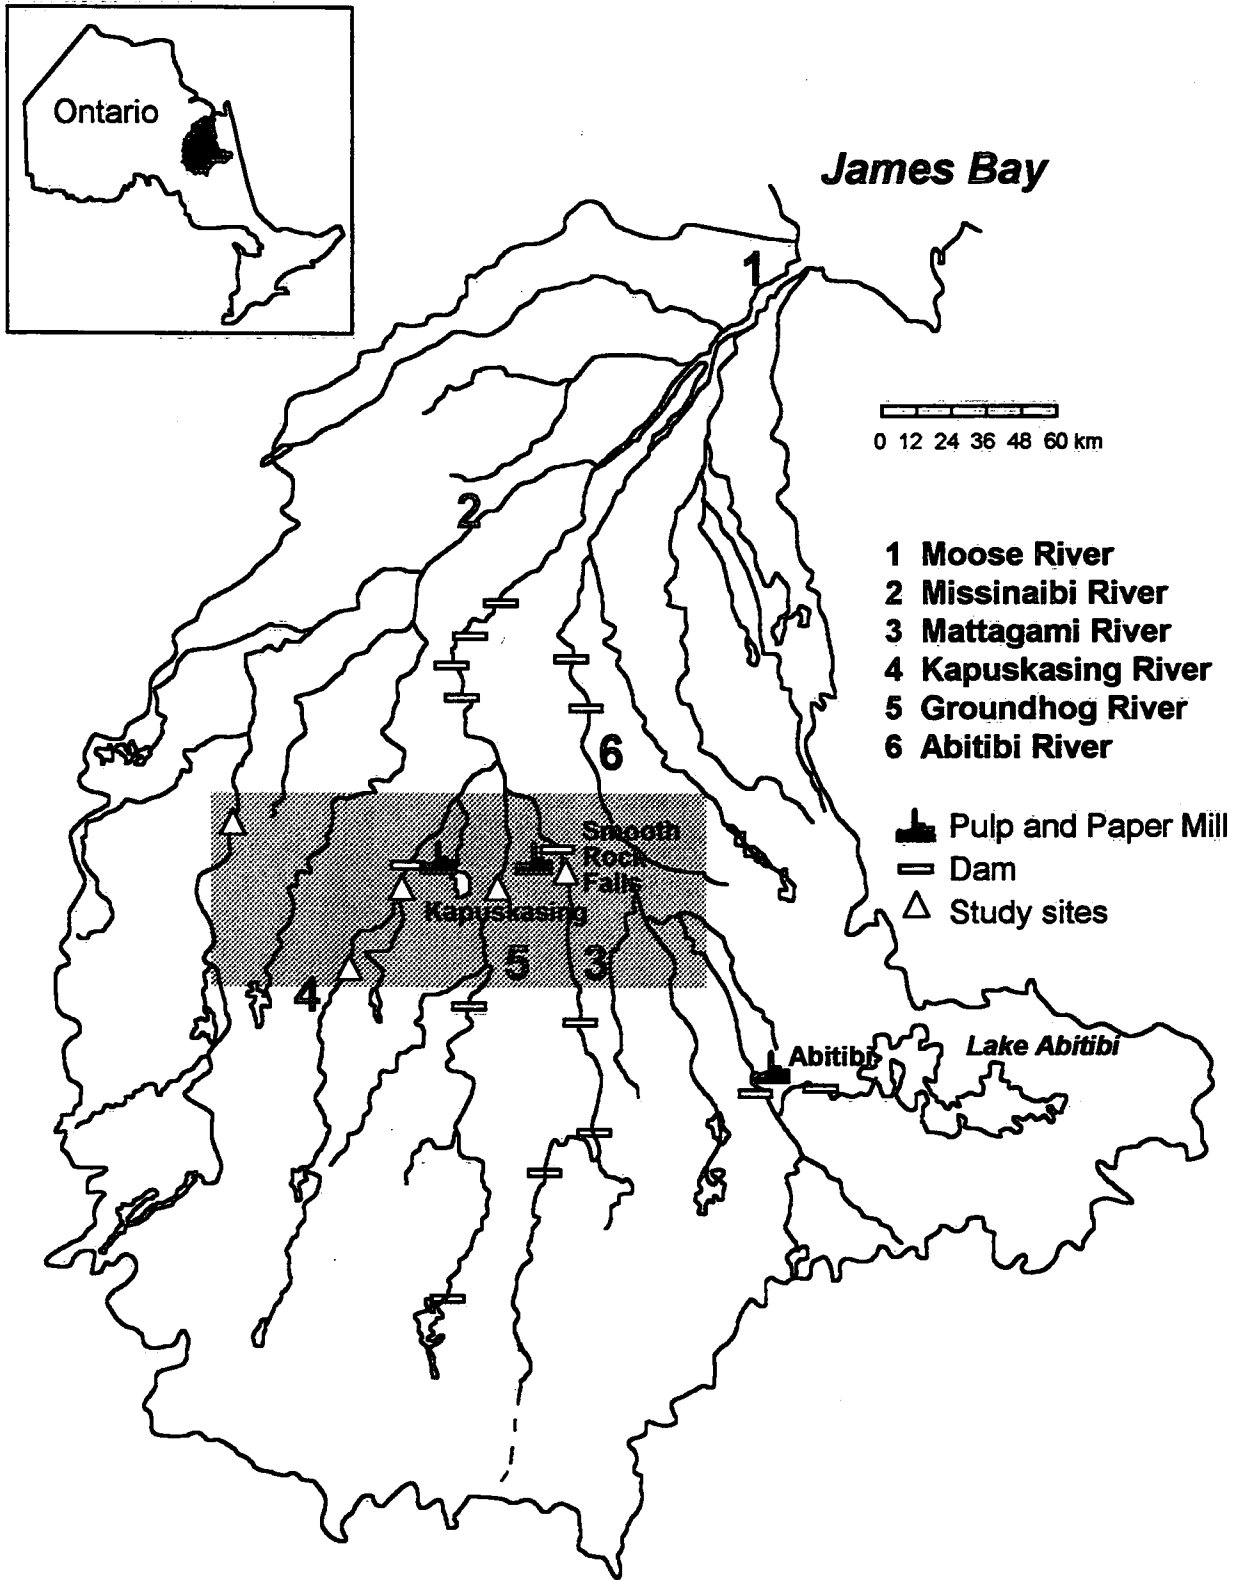 Ontario
James Bay
1
0 12 24 36 48 60 km
2
1 Moose River
2 Missinaibi River
3 Mattagami River
4 Kapuskasing River
5 Groundhog River
6 Abitibi River
6
Pulp and Paper Mill
Dam
Study sites
Smooth
Rock
Falls
Kapuskasing
5
3
4
Abitibi
Lake Abitibi